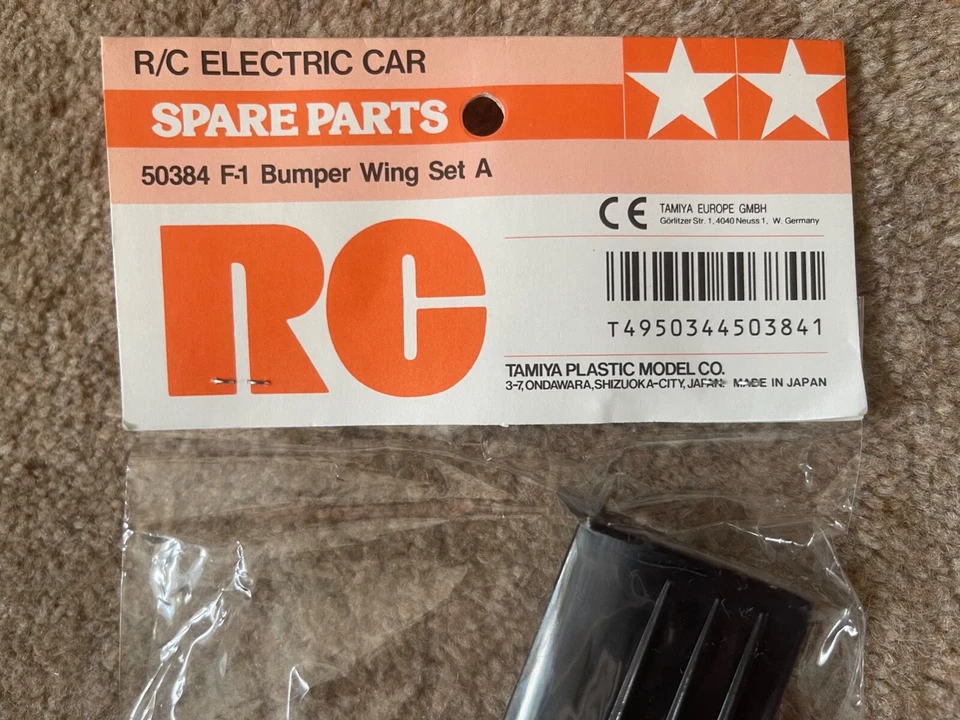 R/C ELECTRIC CAR
SPARE PARTS
50384 F-1 Bumper Wing Set A
RC
CE TAMIYA EUROPE GMBH
Görlitzer Str. 1, 4040 Neuss 1, W. Germany
T4950344503841
TAMIYA PLASTIC MODEL CO.
3-7, ONDAWARA, SHIZUOKA-CITY, JAPAN. MADE IN JAPAN